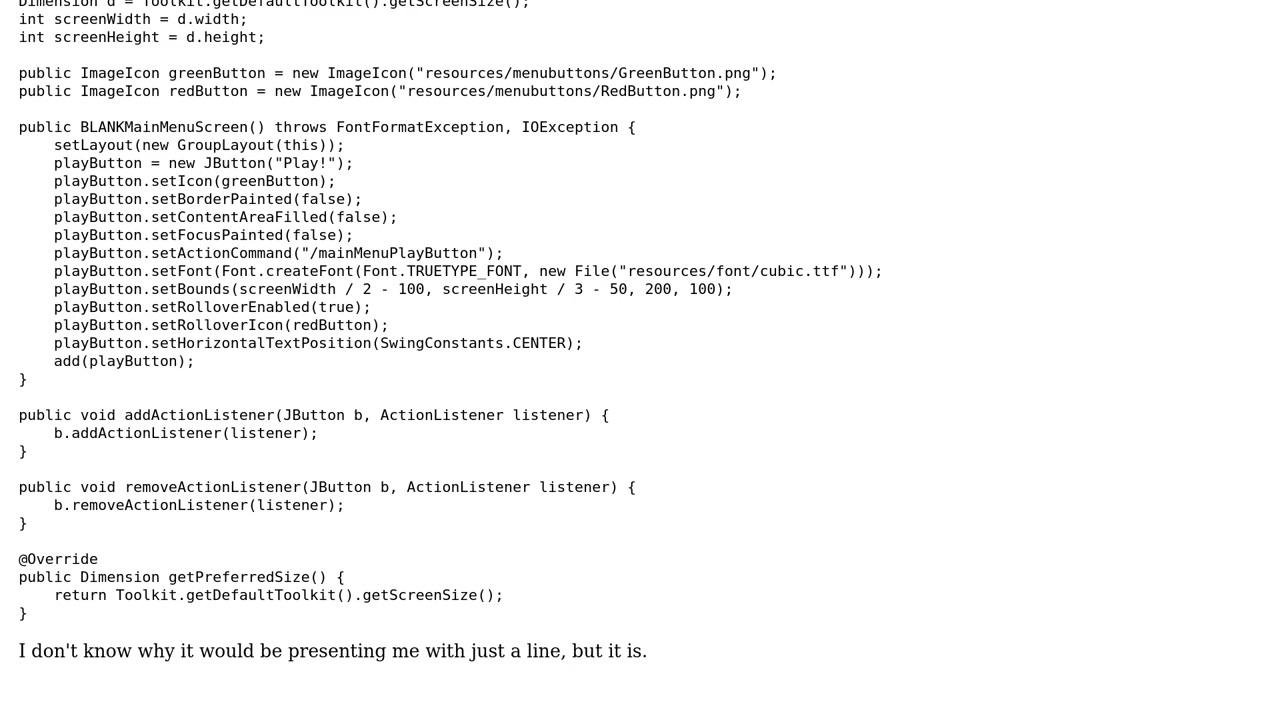 Dimension d = Toolkit.getDefaultToolkit().getScreenSize();
int screenWidth = d.width;
int screenHeight = d.height;

public ImageIcon greenButton = new ImageIcon("resources/menubuttons/GreenButton.png");
public ImageIcon redButton = new ImageIcon("resources/menubuttons/RedButton.png");

public BLANKMainMenuScreen() throws FontFormatException, IOException {
    setLayout(new GroupLayout(this));
    playButton = new JButton("Play!");
    playButton.setIcon(greenButton);
    playButton.setBorderPainted(false);
    playButton.setContentAreaFilled(false);
    playButton.setFocusPainted(false);
    playButton.setActionCommand("/mainMenuPlayButton");
    playButton.setFont(Font.createFont(Font.TRUETYPE_FONT, new File("resources/font/cubic.ttf")));
    playButton.setBounds(screenWidth / 2 - 100, screenHeight / 3 - 50, 200, 100);
    playButton.setRolloverEnabled(true);
    playButton.setRolloverIcon(redButton);
    playButton.setHorizontalTextPosition(SwingConstants.CENTER);
    add(playButton);
}

public void addActionListener(JButton b, ActionListener listener) {
    b.addActionListener(listener);
}

public void removeActionListener(JButton b, ActionListener listener) {
    b.removeActionListener(listener);
}

@Override
public Dimension getPreferredSize() {
    return Toolkit.getDefaultToolkit().getScreenSize();
}

I don't know why it would be presenting me with just a line, but it is.